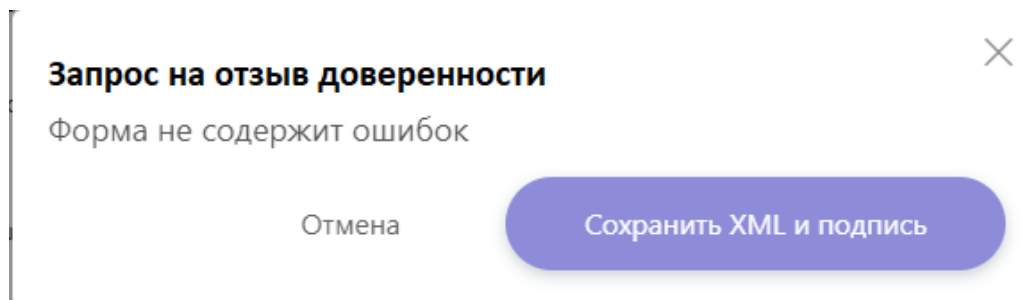 Запрос на отзыв доверенности
Форма не содержит ошибок
Отмена
Сохранить XML и подпись